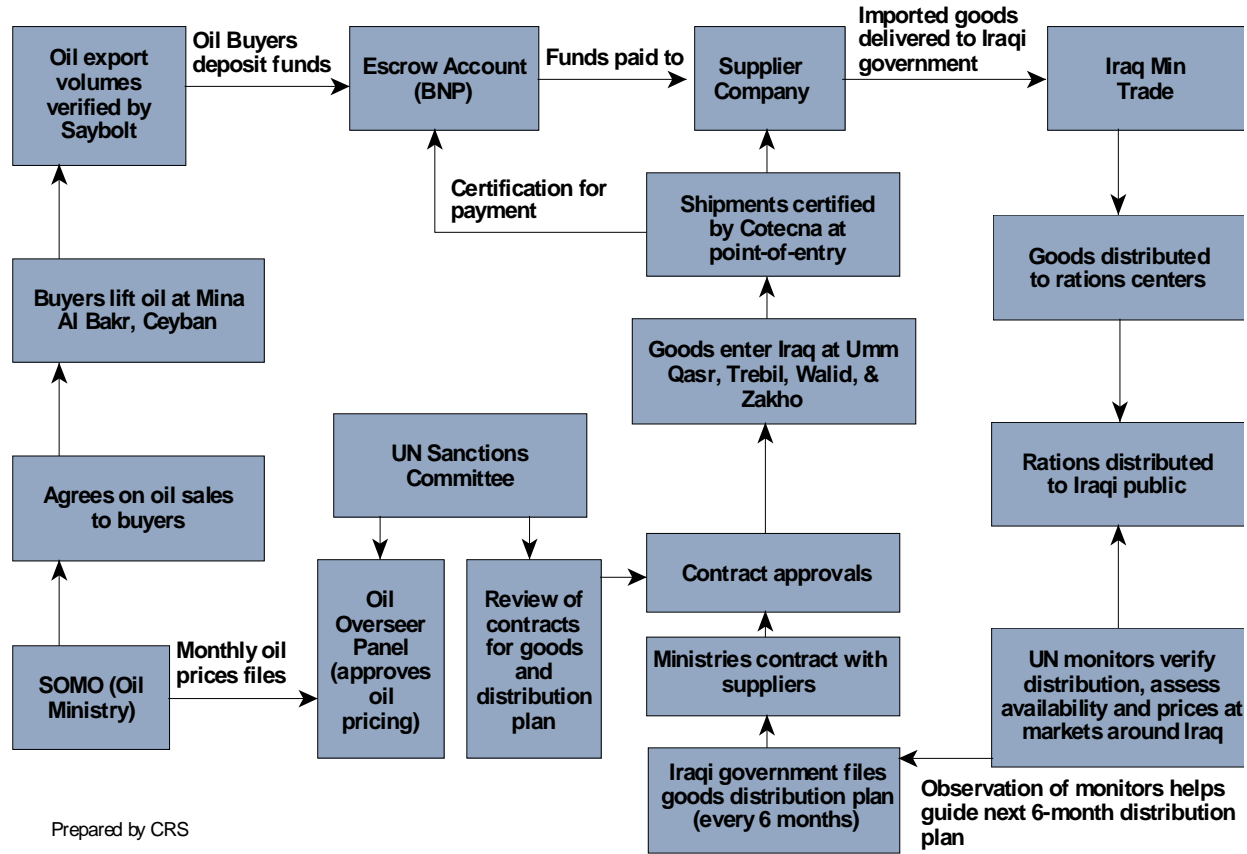 Oil export
volumes
verified by
Saybolt
Oil Buyers
deposit funds
Escrow Account
(BNP)
Funds paid to
Supplier
Company
Imported goods
delivered to Iraqi
government
Iraq Min
Trade
Certification for
payment
Shipments certified
by Cotecna at
point-of-entry
Goods distributed
to rations centers
Buyers lift oil at Mina
Al Bakr, Ceyban
Goods enter Iraq at Umm
Qasr, Trebil, Walid, &
Zakho
UN Sanctions
Committee
Rations distributed
to Iraqi public
Agrees on oil sales
to buyers
Contract approvals
Oil
Overseer
Panel
(approves
oil
pricing)
Review of
contracts
for goods
and
distribution
plan
Monthly oil
prices files
SOMO (Oil
Ministry)
Ministries contract with
suppliers
UN monitors verify
distribution, assess
availability and prices at
markets around Iraq
Iraqi government files
goods distribution plan
(every 6 months)
Observation of monitors helps
guide next 6-month distribution
plan
Prepared by CRS